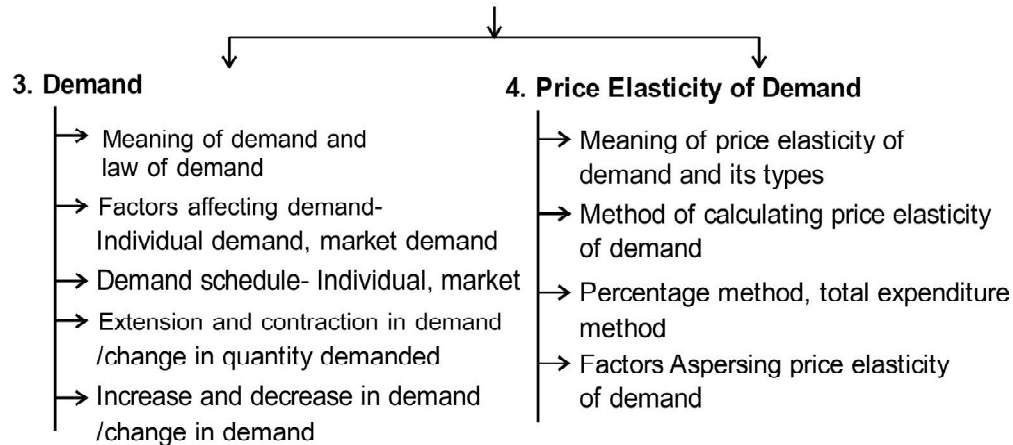 3. Demand
Meaning of demand and
law of demand
Factors affecting demand-
Individual demand, market demand
Demand schedule- Individual, market
Extension and contraction in demand
/change in quantity demanded
Increase and decrease in demand
/change in demand
4. Price Elasticity of Demand
Meaning of price elasticity of
demand and its types
Method of calculating price elasticity
of demand
Percentage method, total expenditure
method
Factors Aspersing price elasticity
of demand